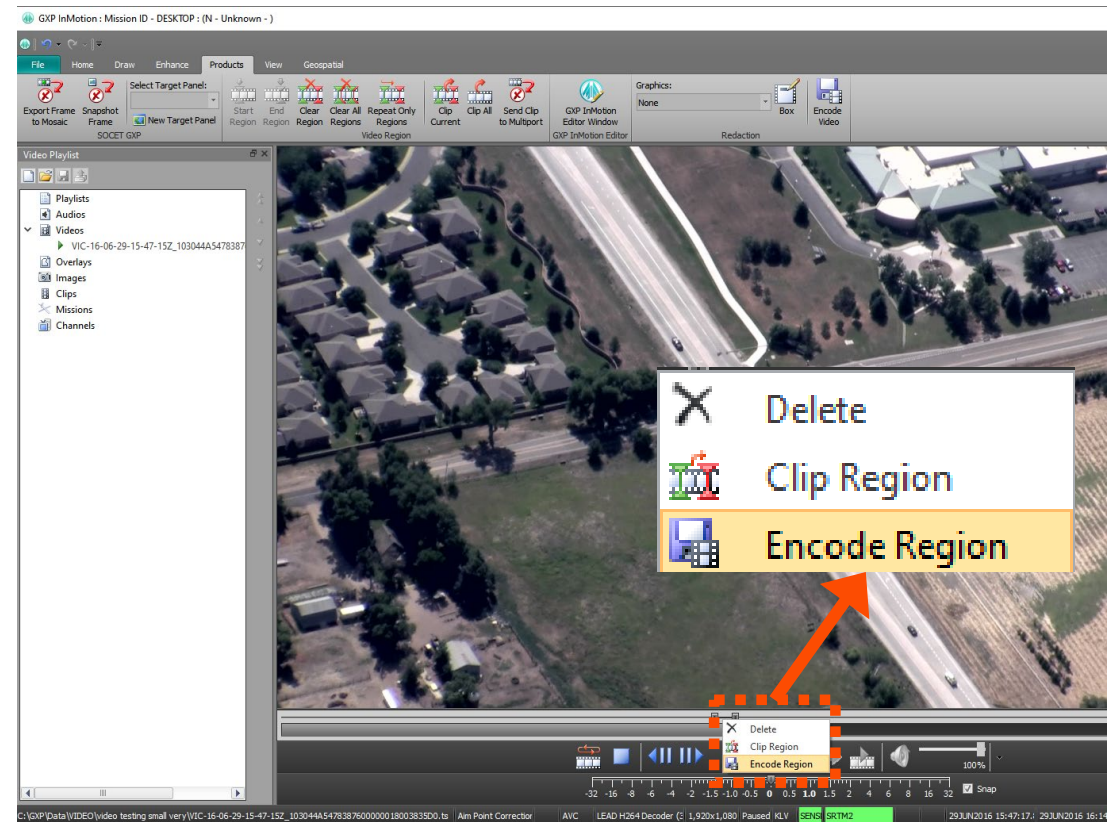 GXP InMotion : Mission ID - DESKTOP : (N - Unknown - )
File Home Draw Enhance Products View Geospatial
Export Frame to Mosaic
Snapshot Frame
Select Target Panel:
New Target Panel
SOCET GXP
Start Region
End Region
Clear Region
Clear All Regions
Repeat Only Regions
Clip Current
Clip All
Send Clip to Multiport
Video Region
GXP InMotion Editor Window
GXP InMotion Editor
Graphics:
None
Box
Encode Video
Redaction
Video Playlist
Playlists
Audios
Videos
VIC-16-06-29-15-47-15Z_103044A5478387
Overlays
Images
Clips
Missions
Channels
Delete
Clip Region
Encode Region
Delete
Clip Region
Encode Region
100%
-32 -16 -8 -6 -4 -2 -1.5 -1.0 -0.5 0 0.5 1.0 1.5 2 4 6 8 16 32 Snap
C:\GXP\Data\VIDEO\video testing small very\VIC-16-06-29-15-47-15Z_103044A5478387600000018003835D0.ts Aim Point Correction AVC LEAD H264 Decoder (3 1,920x1,080 Paused KLV SENS SRTM2 29JUN2016 15:47:17.8 29JUN2016 16:14